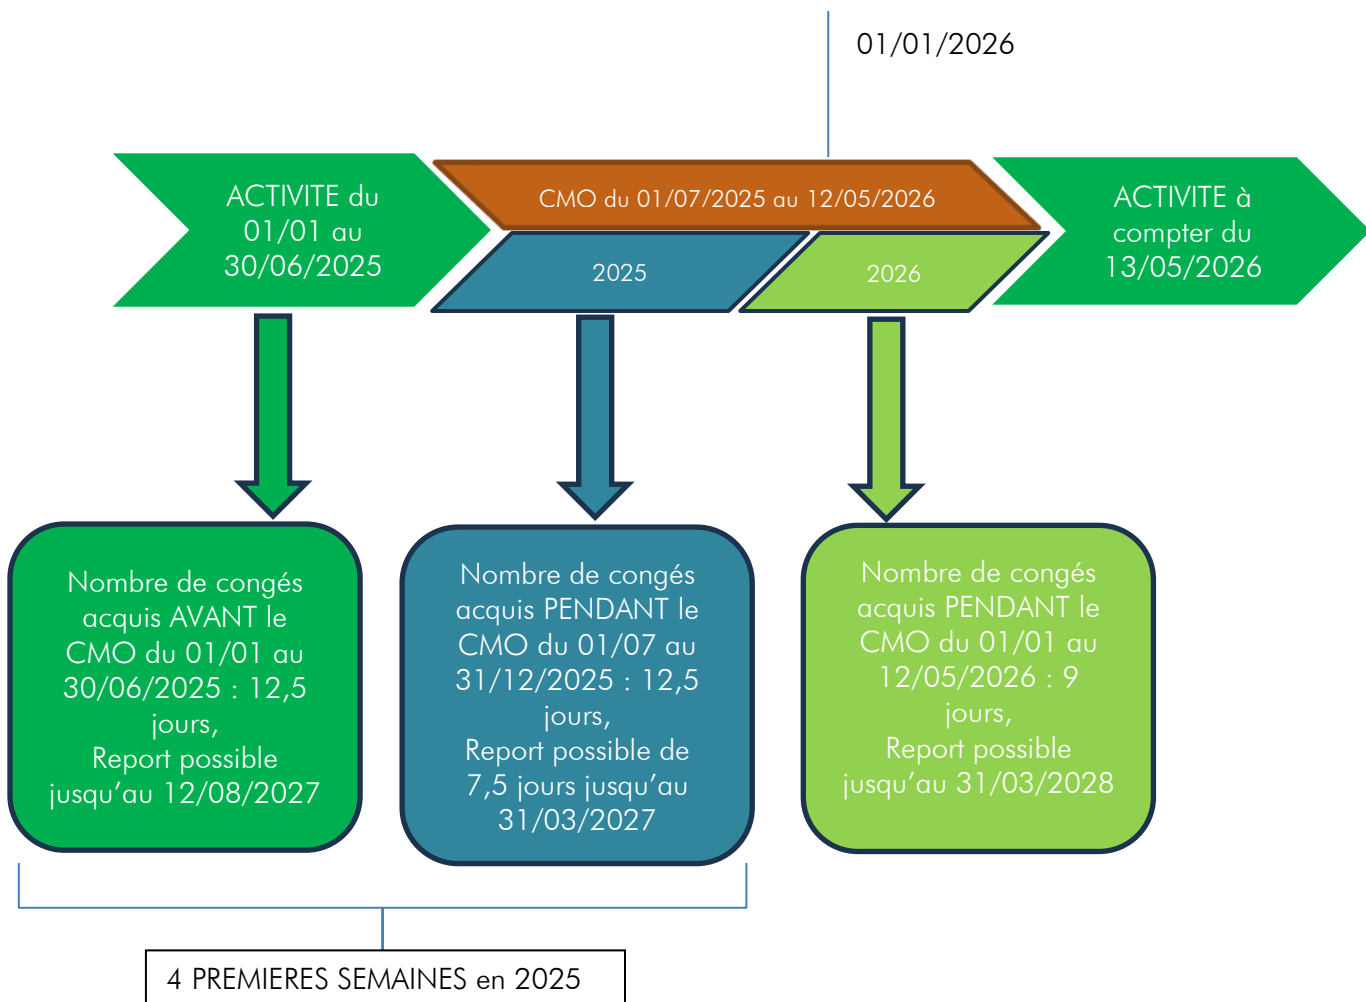 01/01/2026
ACTIVITE du
01/01 au
30/06/2025
CMO du 01/07/2025 au 12/05/2026
2025
2026
ACTIVITE à
compter du
13/05/2026
Nombre de congés
acquis AVANT le
CMO du 01/01 au
30/06/2025 : 12,5
jours,
Report possible
jusqu’au 12/08/2027
Nombre de congés
acquis PENDANT le
CMO du 01/07 au
31/12/2025 : 12,5
jours,
Report possible de
7,5 jours jusqu’au
31/03/2027
Nombre de congés
acquis PENDANT le
CMO du 01/01 au
12/05/2026 : 9
jours,
Report possible
jusqu’au 31/03/2028
4 PREMIERES SEMAINES en 2025